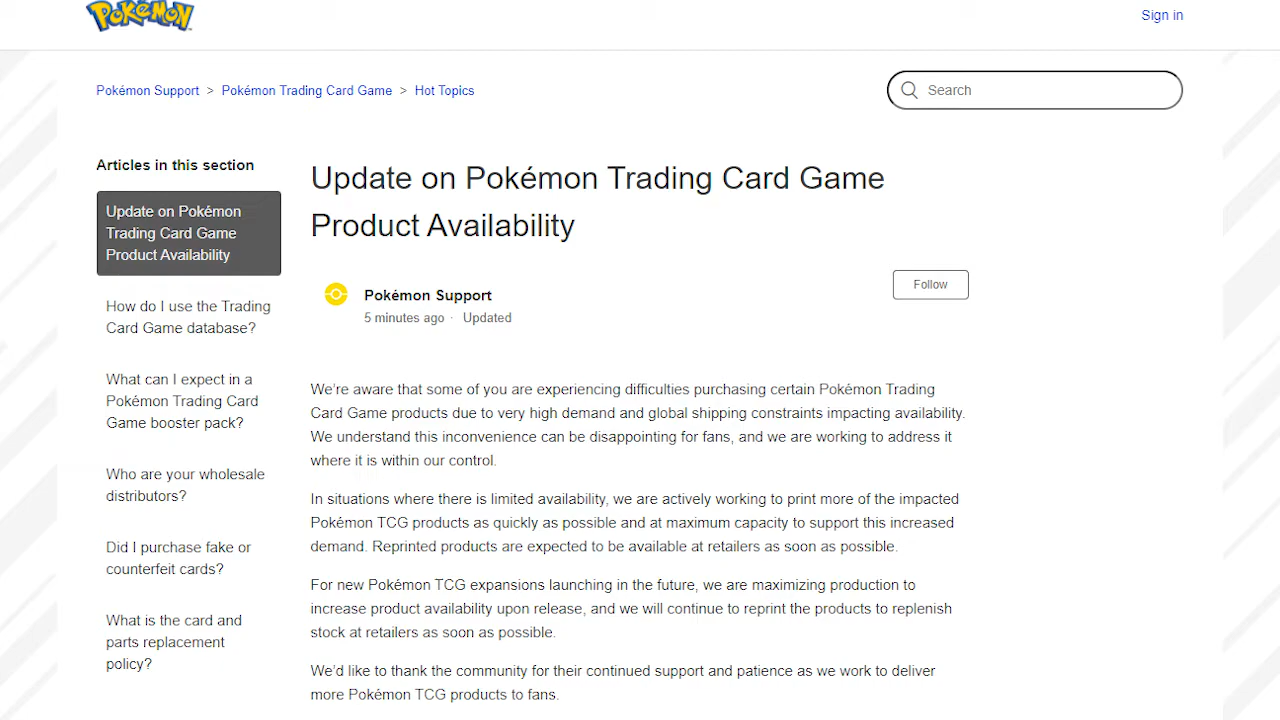 Pokémon
Sign in
Pokémon Support > Pokémon Trading Card Game > Hot Topics
Search
Articles in this section
Update on Pokémon
Trading Card Game
Product Availability
How do I use the Trading
Card Game database?
What can I expect in a
Pokémon Trading Card
Game booster pack?
Who are your wholesale
distributors?
Did I purchase fake or
counterfeit cards?
What is the card and
parts replacement
policy?
Update on Pokémon Trading Card Game
Product Availability
Pokémon Support
5 minutes ago · Updated
Follow
We're aware that some of you are experiencing difficulties purchasing certain Pokémon Trading
Card Game products due to very high demand and global shipping constraints impacting availability.
We understand this inconvenience can be disappointing for fans, and we are working to address it
where it is within our control.
In situations where there is limited availability, we are actively working to print more of the impacted
Pokémon TCG products as quickly as possible and at maximum capacity to support this increased
demand. Reprinted products are expected to be available at retailers as soon as possible.
For new Pokémon TCG expansions launching in the future, we are maximizing production to
increase product availability upon release, and we will continue to reprint the products to replenish
stock at retailers as soon as possible.
We'd like to thank the community for their continued support and patience as we work to deliver
more Pokémon TCG products to fans.